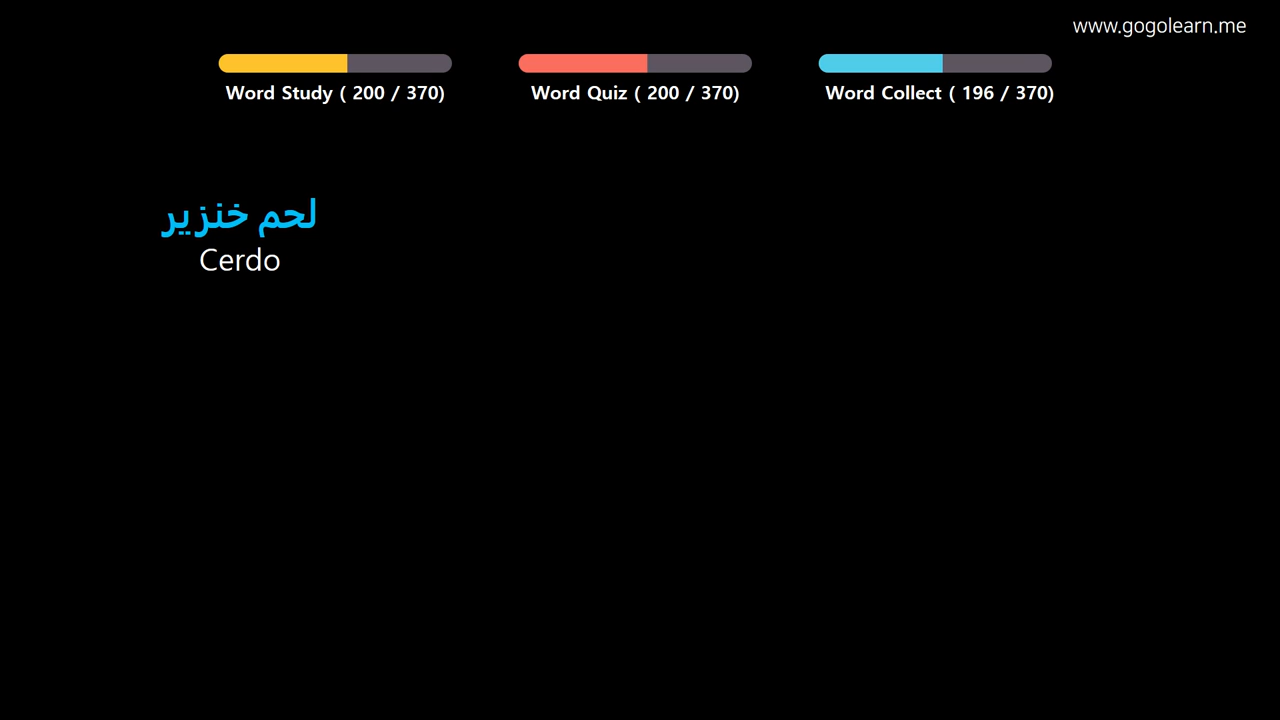 www.gogolearn.me
Word Study ( 200 / 370)
Word Quiz ( 200 / 370)
Word Collect ( 196 / 370)
لحم خنزير
Cerdo